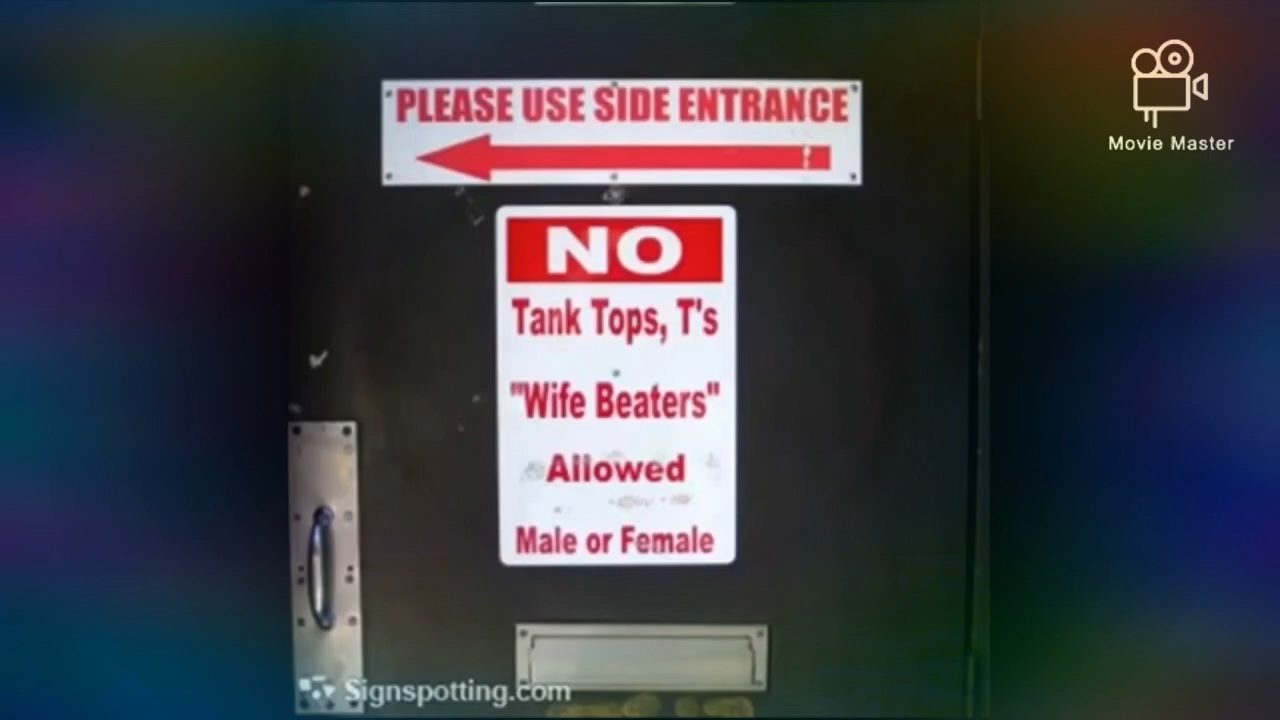 PLEASE USE SIDE ENTRANCE
NO
Tank Tops, T's
"Wife Beaters"
Allowed
Male or Female
Signspotting.com
Movie Master